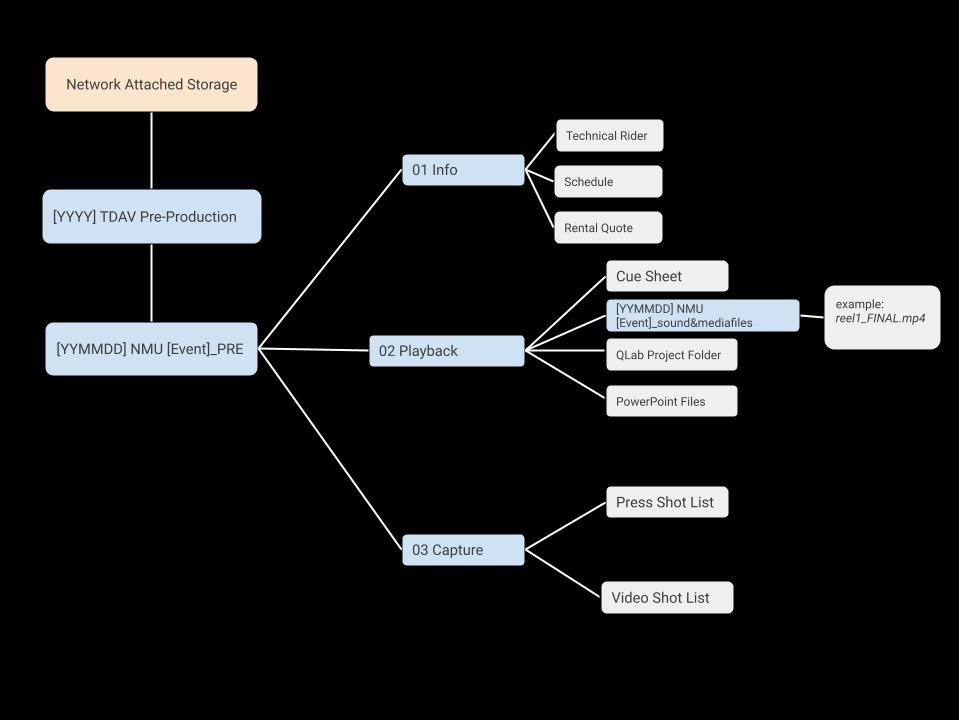 Network Attached Storage
[YYYY] TDAV Pre-Production
[YYMMDD] NMU [Event]_PRE
01 Info
Technical Rider
Schedule
Rental Quote
02 Playback
Cue Sheet
[YYMMDD] NMU
[Event]_sound&mediafiles
example:
reel1_FINAL.mp4
QLab Project Folder
PowerPoint Files
03 Capture
Press Shot List
Video Shot List